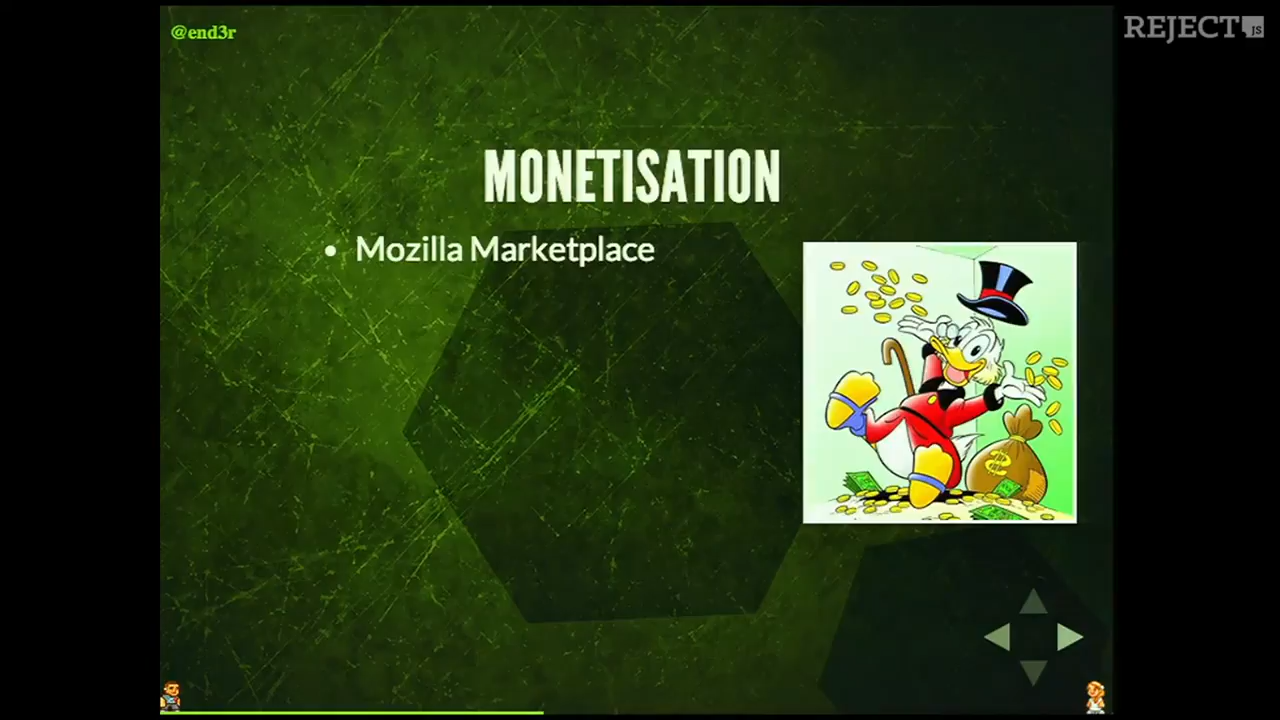 @end3r
REJECT JS
MONETISATION
• Mozilla Marketplace
$